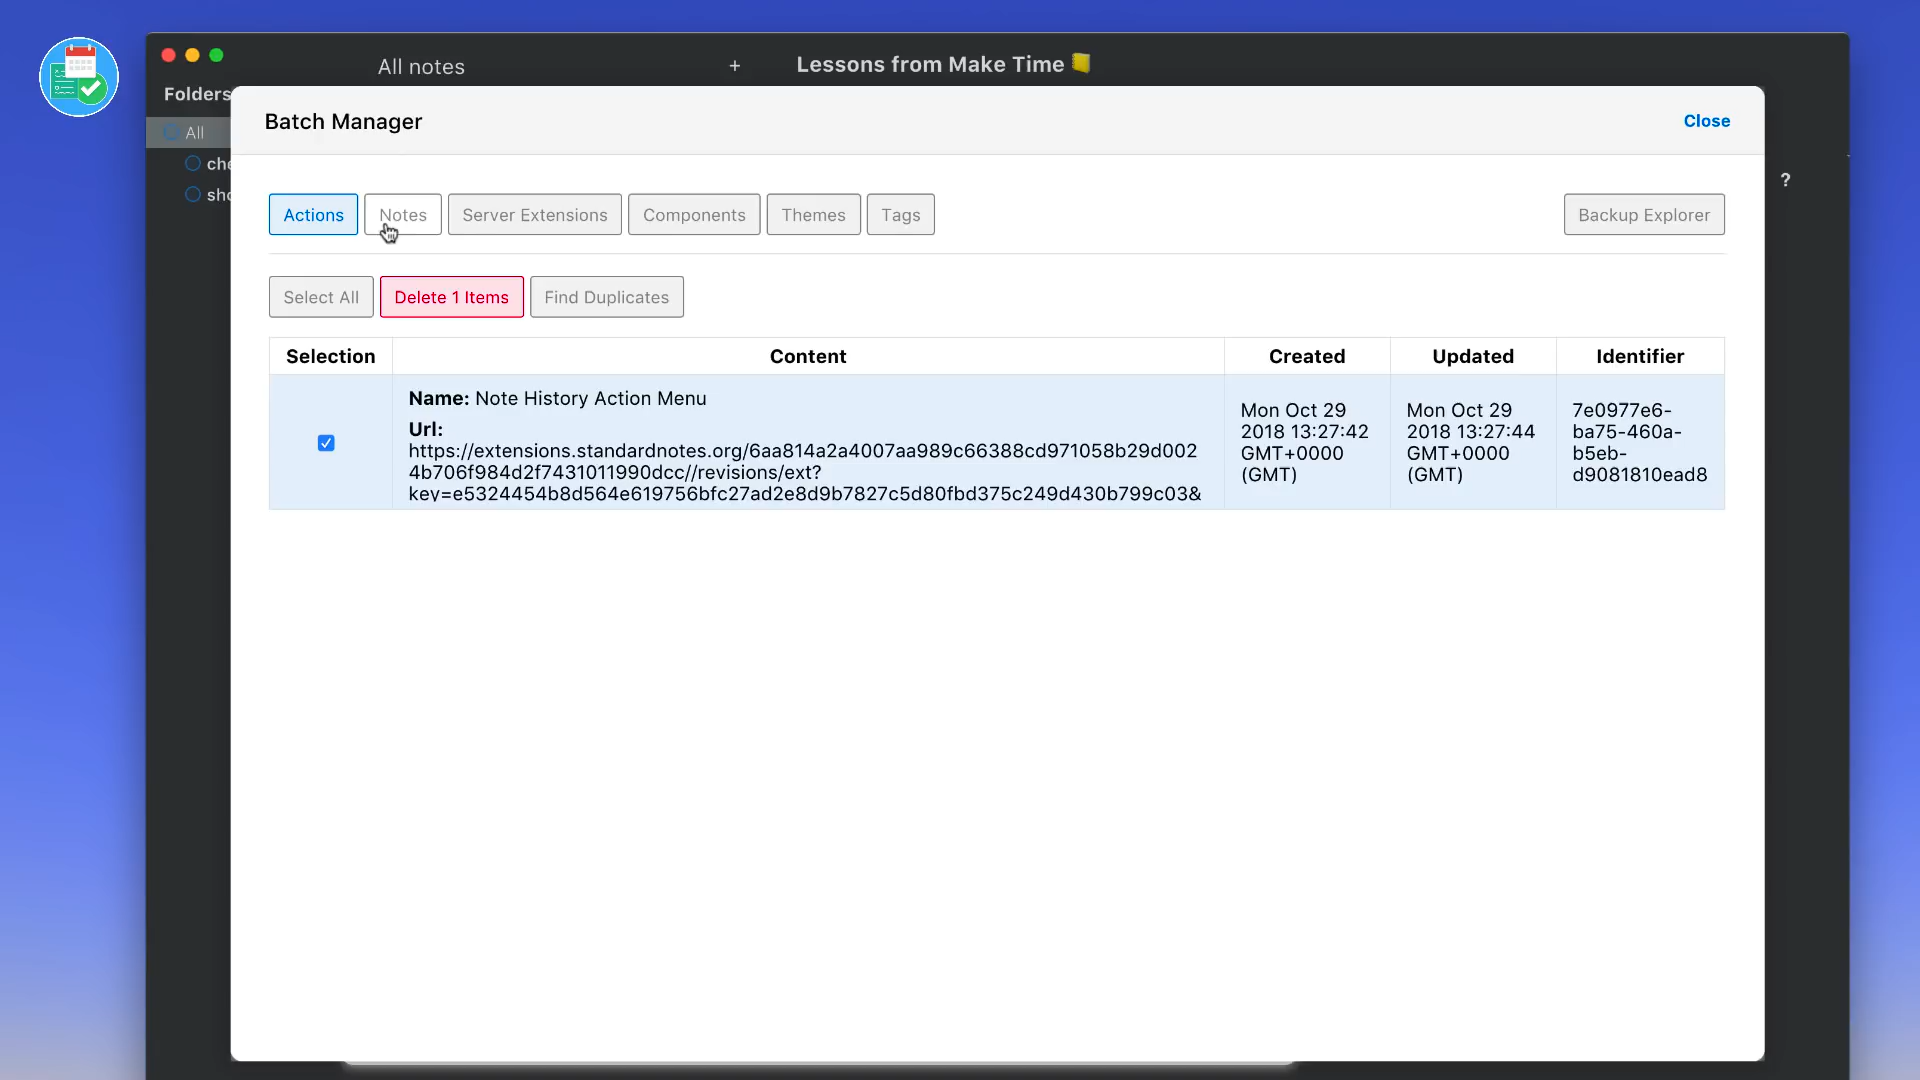 All notes
+
Lessons from Make Time
Folders
Batch Manager
Close
All
che
sho
?
Actions
Notes
Server Extensions
Components
Themes
Tags
Backup Explorer
Select All
Delete 1 Items
Find Duplicates
Selection
Content
Created
Updated
Identifier
Name: Note History Action Menu
Url:
https://extensions.standardnotes.org/6aa814a2a4007aa989c66388cd971058b29d002
4b706f984d2f7431011990dcc//revisions/ext?
key=e5324454b8d564e619756bfc27ad2e8d9b7827c5d80fbd375c249d430b799c03&
Mon Oct 29
2018 13:27:42
GMT+0000
(GMT)
Mon Oct 29
2018 13:27:44
GMT+0000
(GMT)
7e0977e6-
ba75-460a-
b5eb-
d9081810ead8